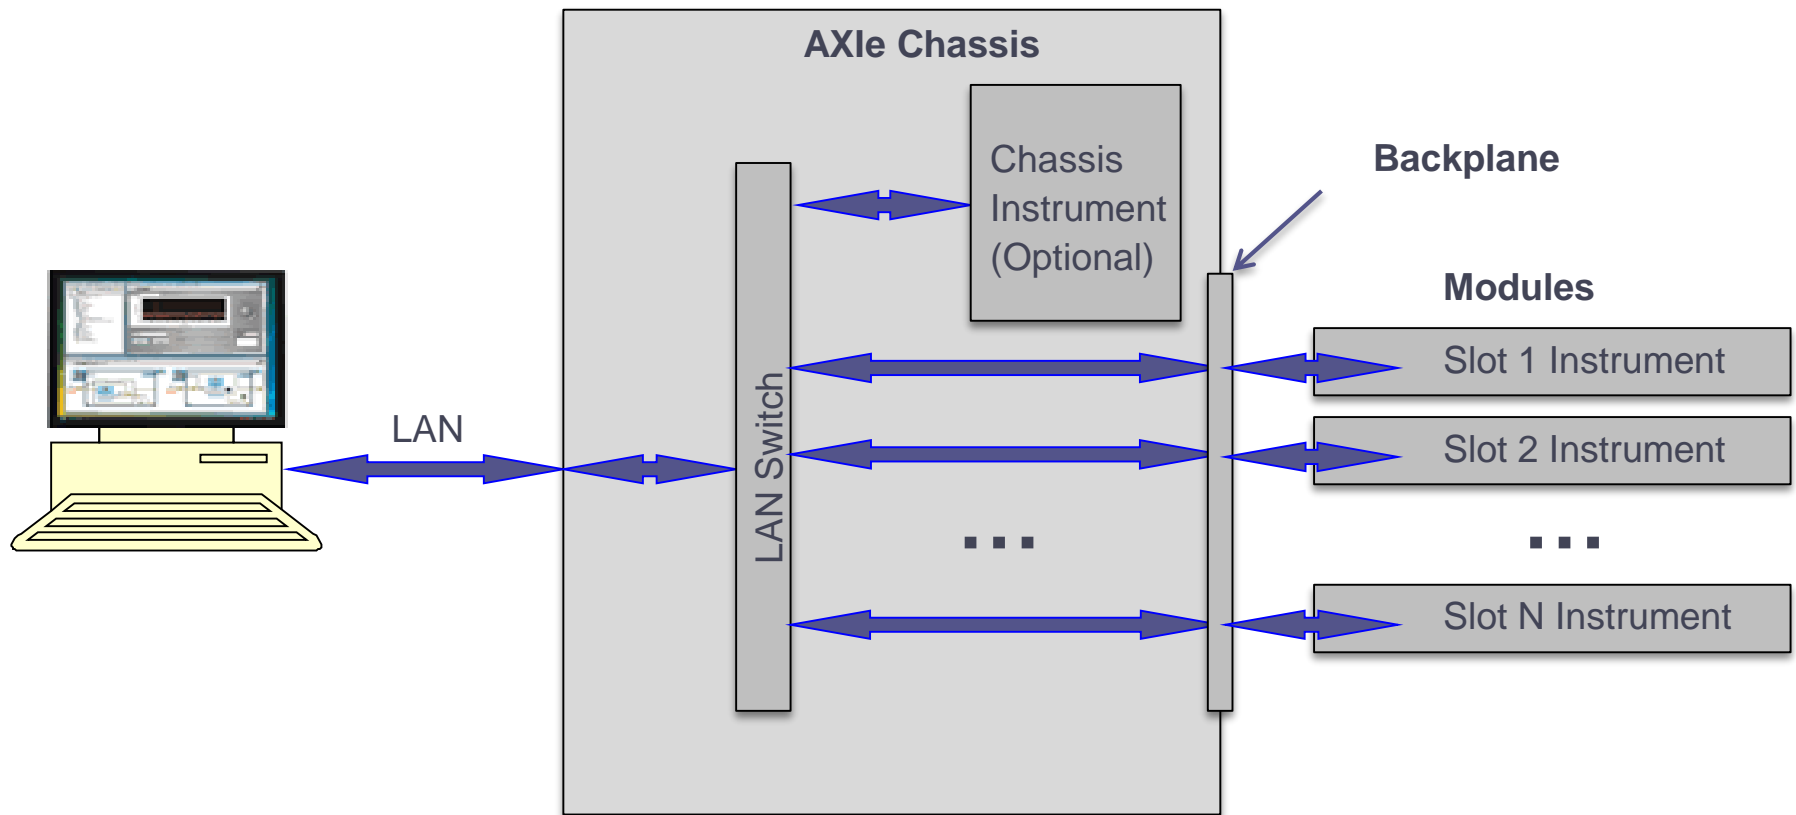 AXIe Chassis
Chassis
Instrument
(Optional)
Backplane
Modules
Slot 1 Instrument
LAN
LAN Switch
Slot 2 Instrument
...
...
Slot N Instrument